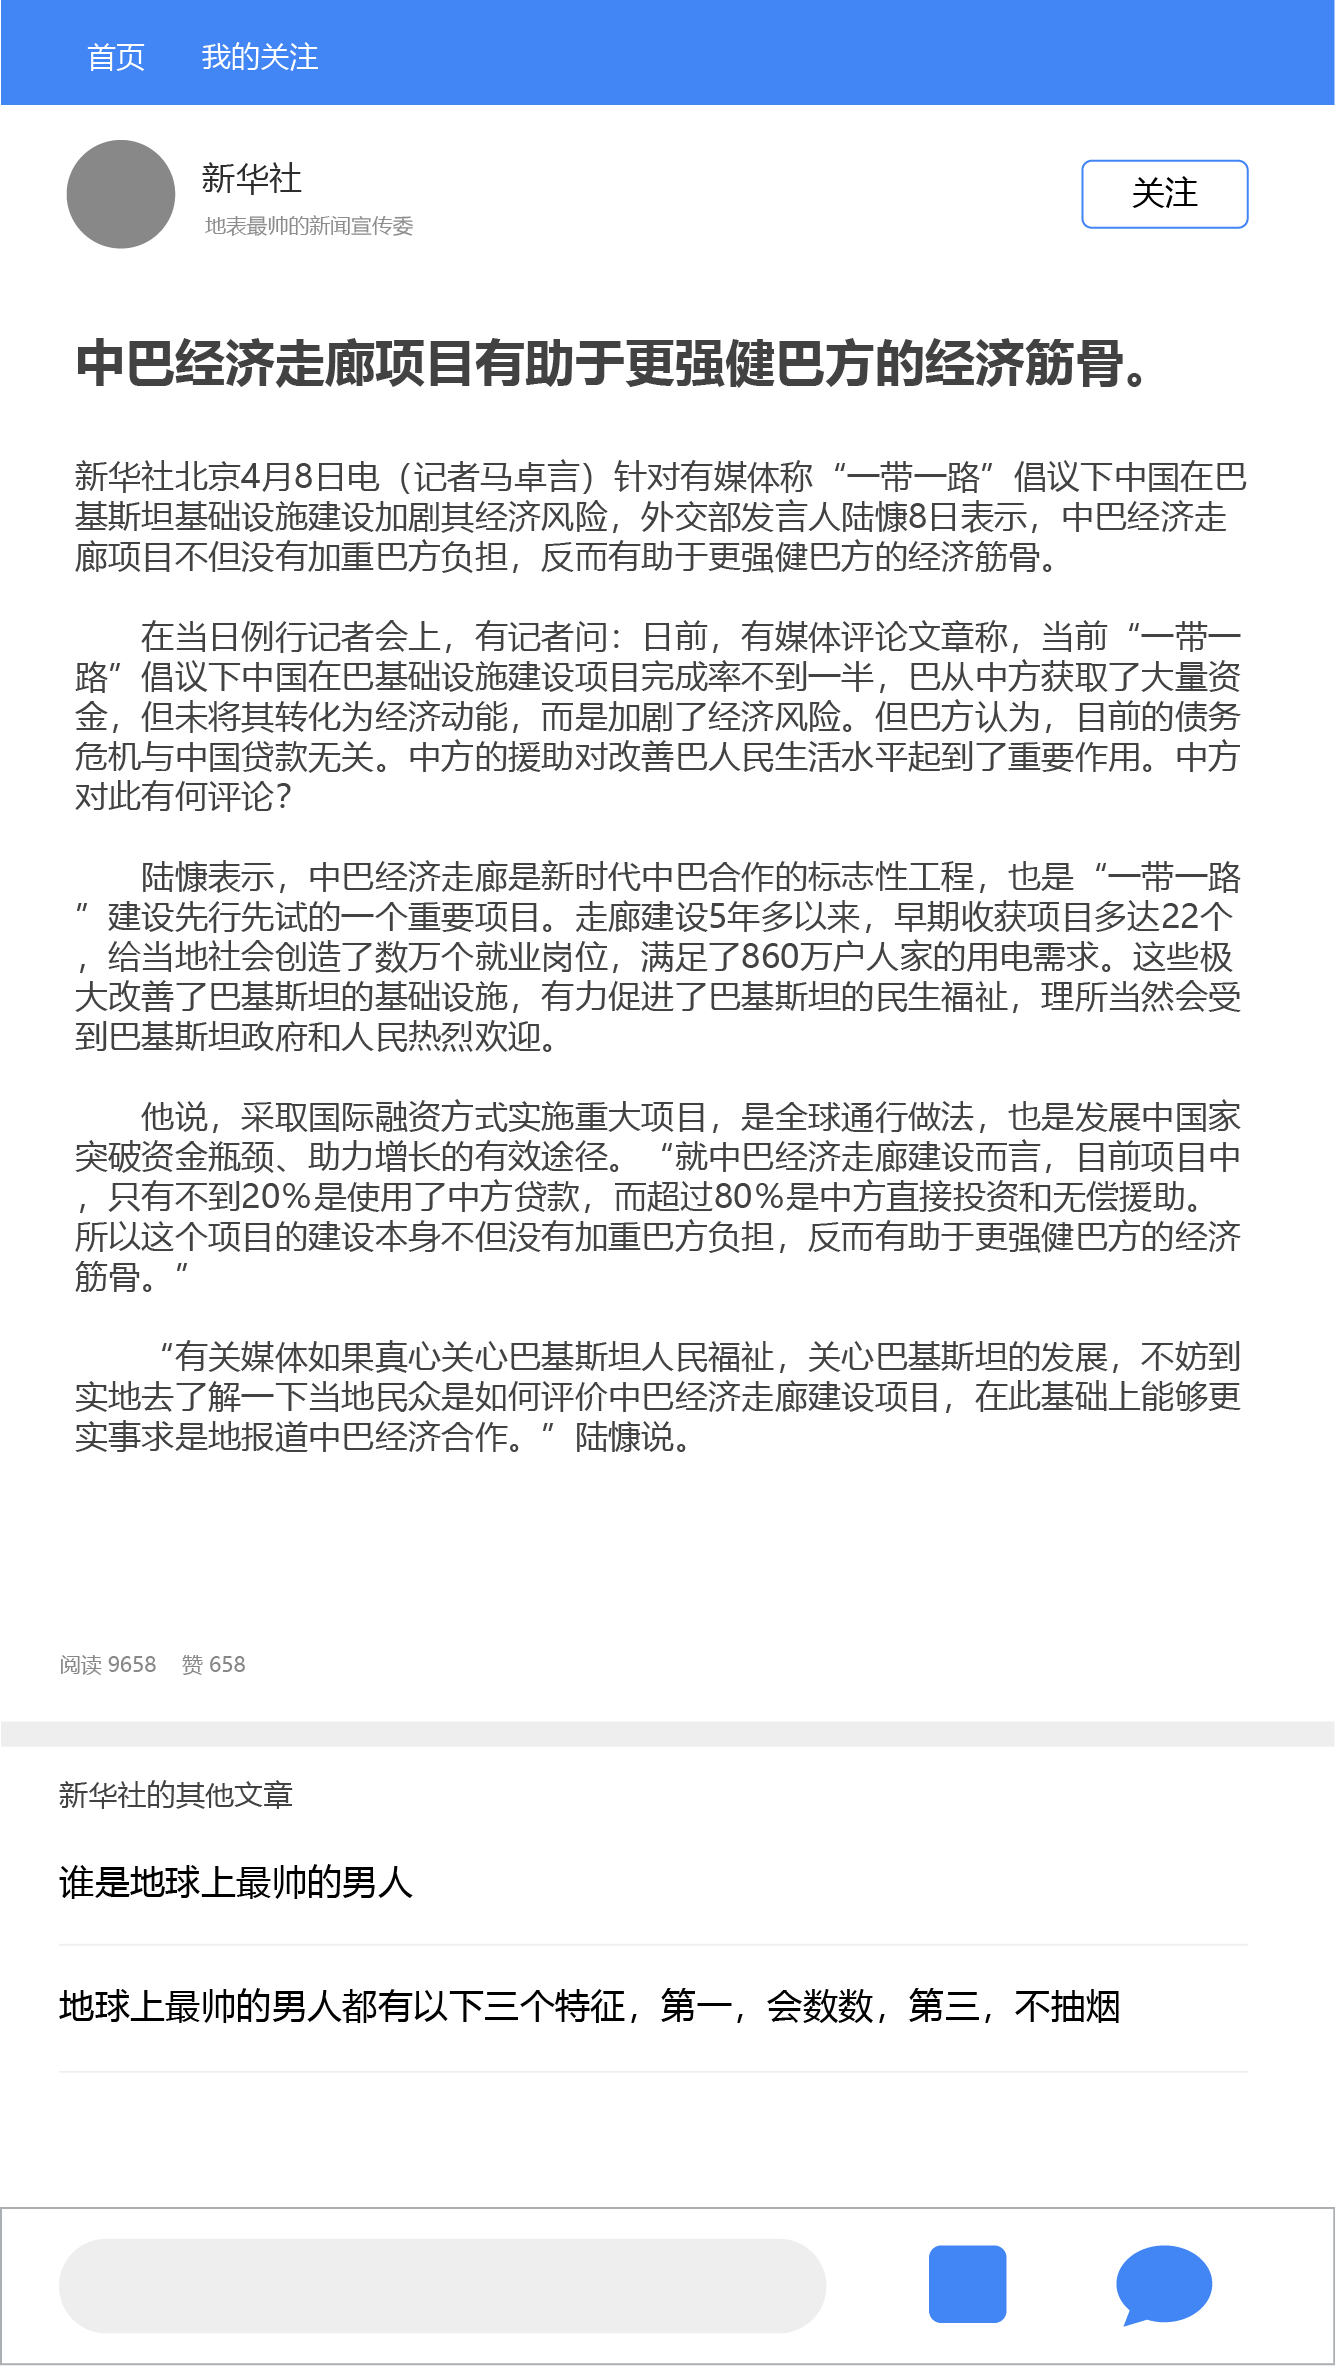 首页 我的关注
新华社
地表最帅的新闻宣传委
关注
中巴经济走廊项目有助于更强健巴方的经济筋骨。
新华社北京4月8日电（记者马卓言）针对有媒体称“一带一路”倡议下中国在巴
基斯坦基础设施建设加剧其经济风险，外交部发言人陆慷8日表示，中巴经济走
廊项目不但没有加重巴方负担，反而有助于更强健巴方的经济筋骨。
在当日例行记者会上，有记者问：日前，有媒体评论文章称，当前“一带一
路”倡议下中国在巴基础设施建设项目完成率不到一半，巴从中方获取了大量资
金，但未将其转化为经济动能，而是加剧了经济风险。但巴方认为，目前的债务
危机与中国贷款无关。中方的援助对改善巴人民生活水平起到了重要作用。中方
对此有何评论？
陆慷表示，中巴经济走廊是新时代中巴合作的标志性工程，也是“一带一路
”建设先行先试的一个重要项目。走廊建设5年多以来，早期收获项目多达22个
，给当地社会创造了数万个就业岗位，满足了860万户人家的用电需求。这些极
大改善了巴基斯坦的基础设施，有力促进了巴基斯坦的民生福祉，理所当然会受
到巴基斯坦政府和人民热烈欢迎。
他说，采取国际融资方式实施重大项目，是全球通行做法，也是发展中国家
突破资金瓶颈、助力增长的有效途径。“就中巴经济走廊建设而言，目前项目中
，只有不到20％是使用了中方贷款，而超过80％是中方直接投资和无偿援助。
所以这个项目的建设本身不但没有加重巴方负担，反而有助于更强健巴方的经济
筋骨。”
“有关媒体如果真心关心巴基斯坦人民福祉，关心巴基斯坦的发展，不妨到
实地去了解一下当地民众是如何评价中巴经济走廊建设项目，在此基础上能够更
实事求是地报道中巴经济合作。”陆慷说。
阅读 9658 赞 658
新华社的其他文章
谁是地球上最帅的男人
地球上最帅的男人都有以下三个特征，第一，会数数，第三，不抽烟